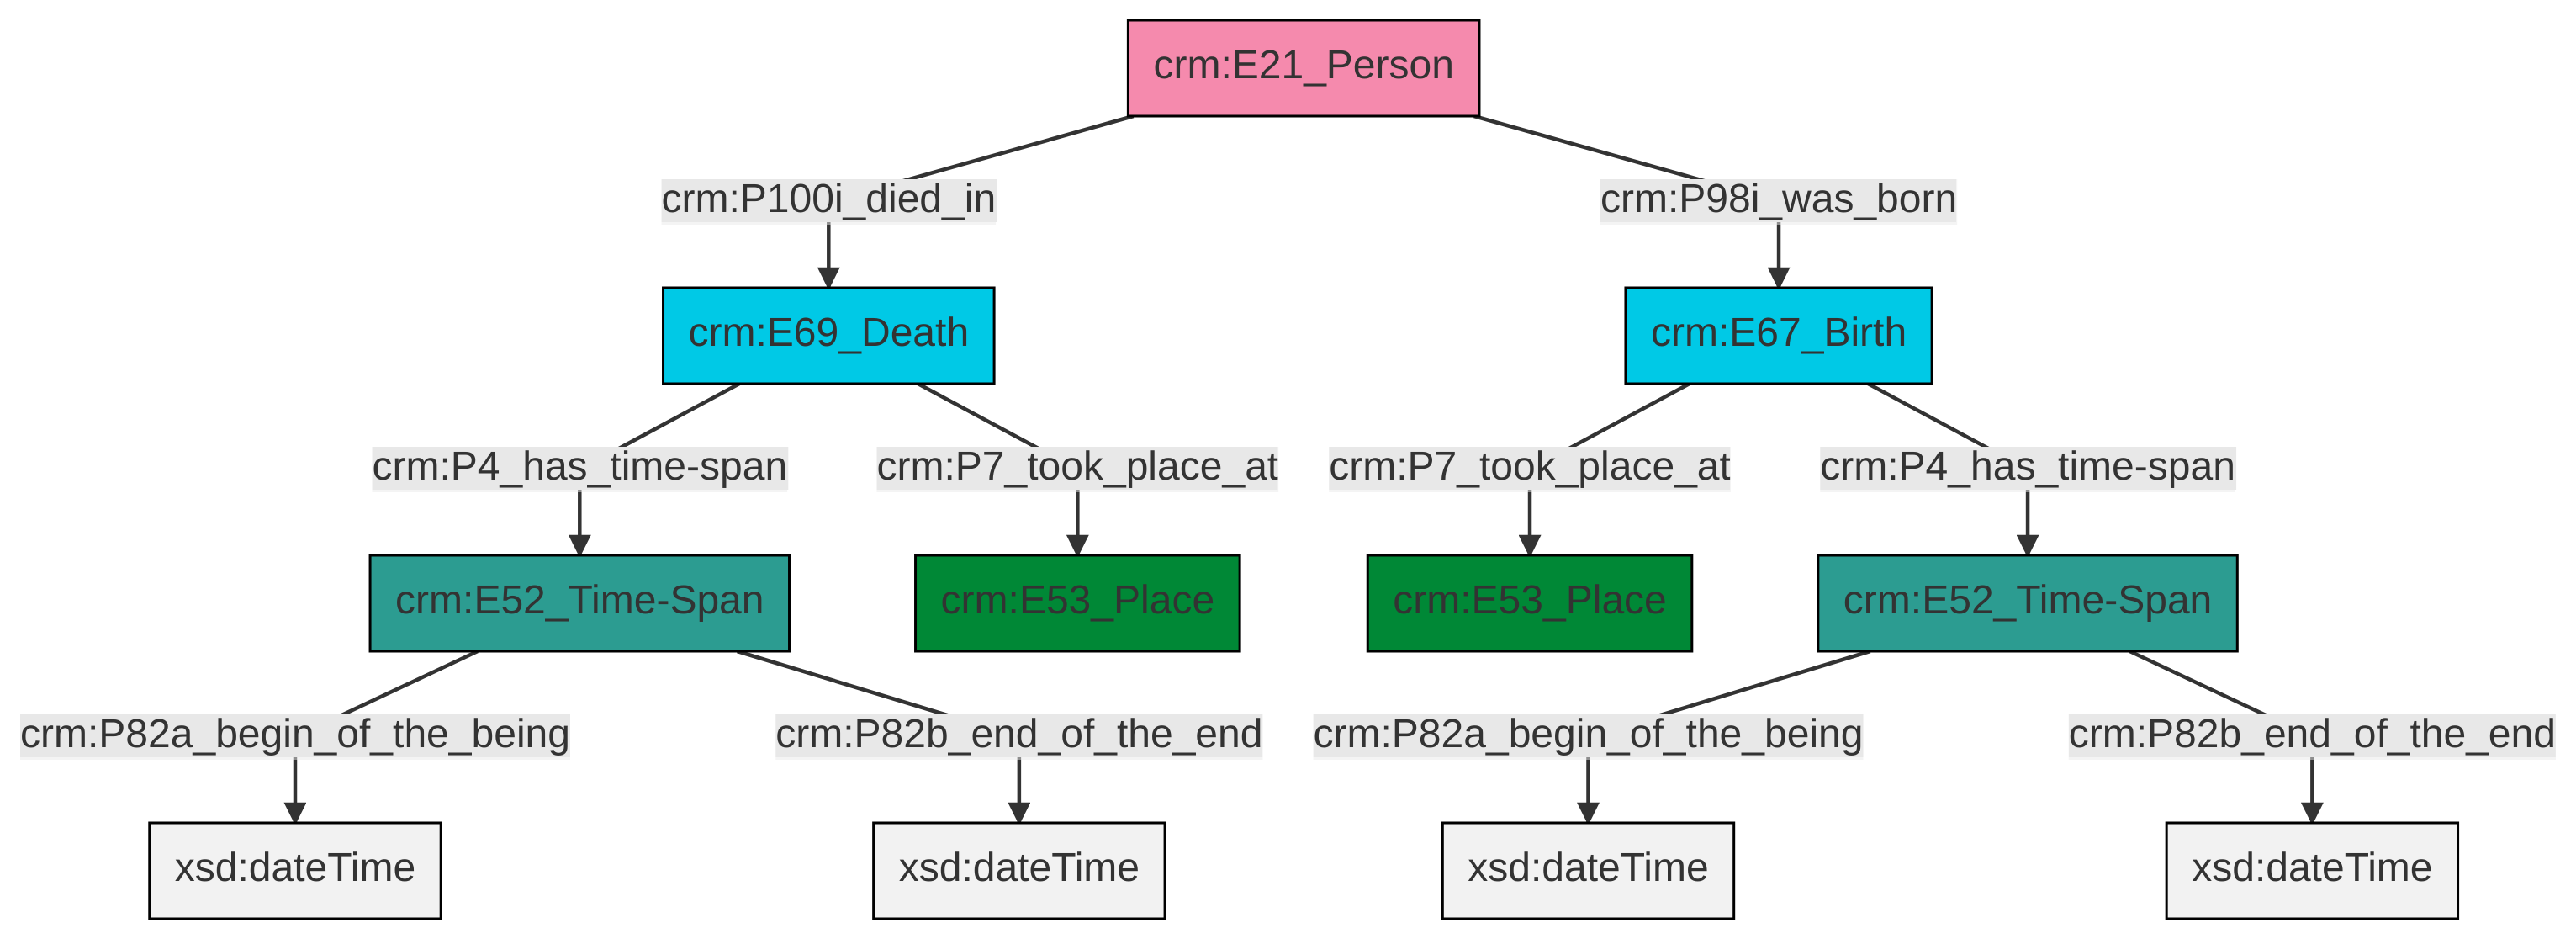 crm:E21_Person
crm:P100i_died_in
crm:P98i_was_born
crm:E69_Death
crm:E67_Birth
crm:P4_has_time-span
crm:P7_took_place_at
crm:P7_took_place_at
crm:P4_has_time-span
crm:E52_Time-Span
crm:E53_Place
crm:E53_Place
crm:E52_Time-Span
crm:P82a_begin_of_the_being
crm:P82b_end_of_the_end
crm:P82a_begin_of_the_being
crm:P82b_end_of_the_end
xsd:dateTime
xsd:dateTime
xsd:dateTime
xsd:dateTime